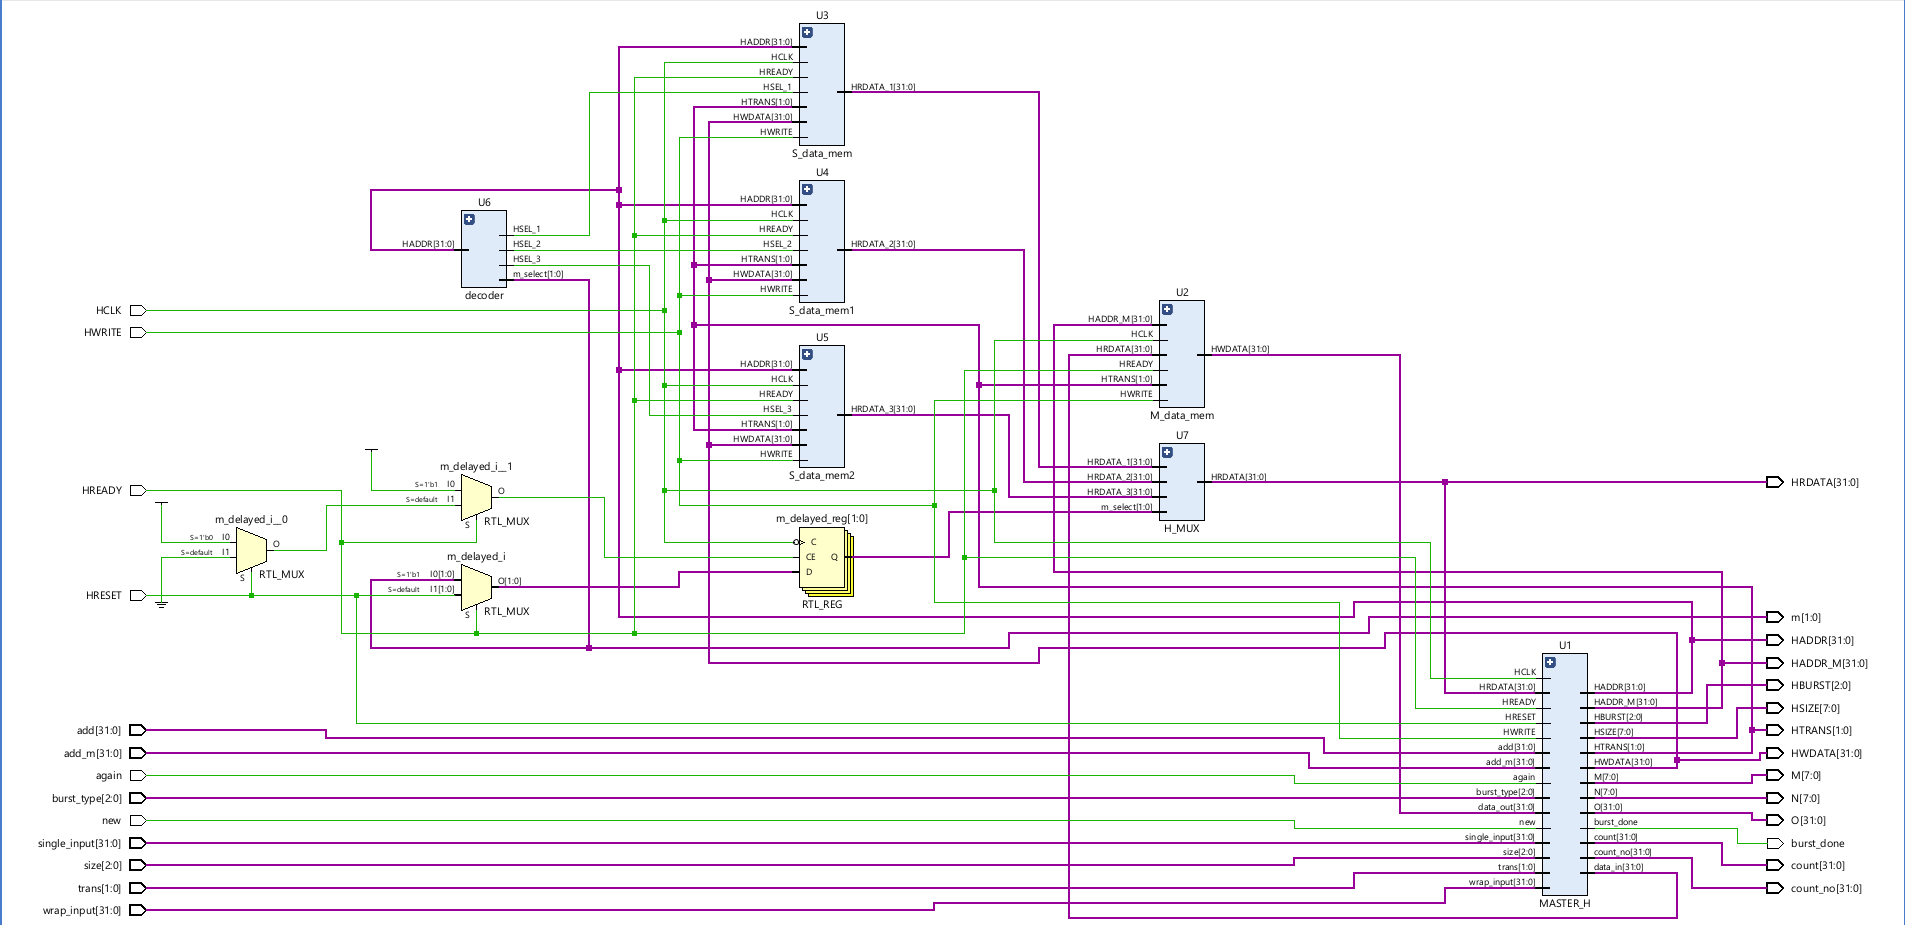 U3
HADDR[31:0]
HCLK
HREADY
HSEL_1
HTRANS[1:0]
HWDATA[31:0]
HWRITE
HRDATA_1[31:0]
S_data_mem
U4
HADDR[31:0]
HCLK
HREADY
HSEL_2
HTRANS[1:0]
HWDATA[31:0]
HWRITE
HRDATA_2[31:0]
S_data_mem1
U6
HADDR[31:0]
HSEL_1
HSEL_2
HSEL_3
m_select[1:0]
decoder
HCLK
HWRITE
U5
HADDR[31:0]
HCLK
HREADY
HSEL_3
HTRANS[1:0]
HWDATA[31:0]
HWRITE
HRDATA_3[31:0]
S_data_mem2
U2
HADDR_M[31:0]
HCLK
HRDATA[31:0]
HREADY
HTRANS[1:0]
HWRITE
HWDATA[31:0]
M_data_mem
U7
HRDATA_1[31:0]
HRDATA_2[31:0]
HRDATA_3[31:0]
m_select[1:0]
HRDATA[31:0]
H_MUX
HRDATA[31:0]
HREADY
m_delayed_i__1
S=1'b1 I0
S=default I1
O
S
RTL_MUX
m_delayed_i__0
S=1'b0 I0
S=default I1
O
S
RTL_MUX
HRESET
m_delayed_i
S=1'b1 I0[1:0]
S=default I1[1:0]
O[1:0]
S
RTL_MUX
m_delayed_reg[1:0]
C
CE
D
Q
RTL_REG
add[31:0]
add_m[31:0]
again
burst_type[2:0]
new
single_input[31:0]
size[2:0]
trans[1:0]
wrap_input[31:0]
U1
HCLK
HRDATA[31:0]
HREADY
HRESET
HWRITE
add[31:0]
add_m[31:0]
again
burst_type[2:0]
data_out[31:0]
new
single_input[31:0]
size[2:0]
trans[1:0]
wrap_input[31:0]
HADDR[31:0]
HADDR_M[31:0]
HBURST[2:0]
HSIZE[7:0]
HTRANS[1:0]
HWDATA[31:0]
M[7:0]
N[7:0]
O[31:0]
burst_done
count[31:0]
count_no[31:0]
data_in[31:0]
MASTER_H
m[1:0]
HADDR[31:0]
HADDR_M[31:0]
HBURST[2:0]
HSIZE[7:0]
HTRANS[1:0]
HWDATA[31:0]
M[7:0]
N[7:0]
O[31:0]
burst_done
count[31:0]
count_no[31:0]